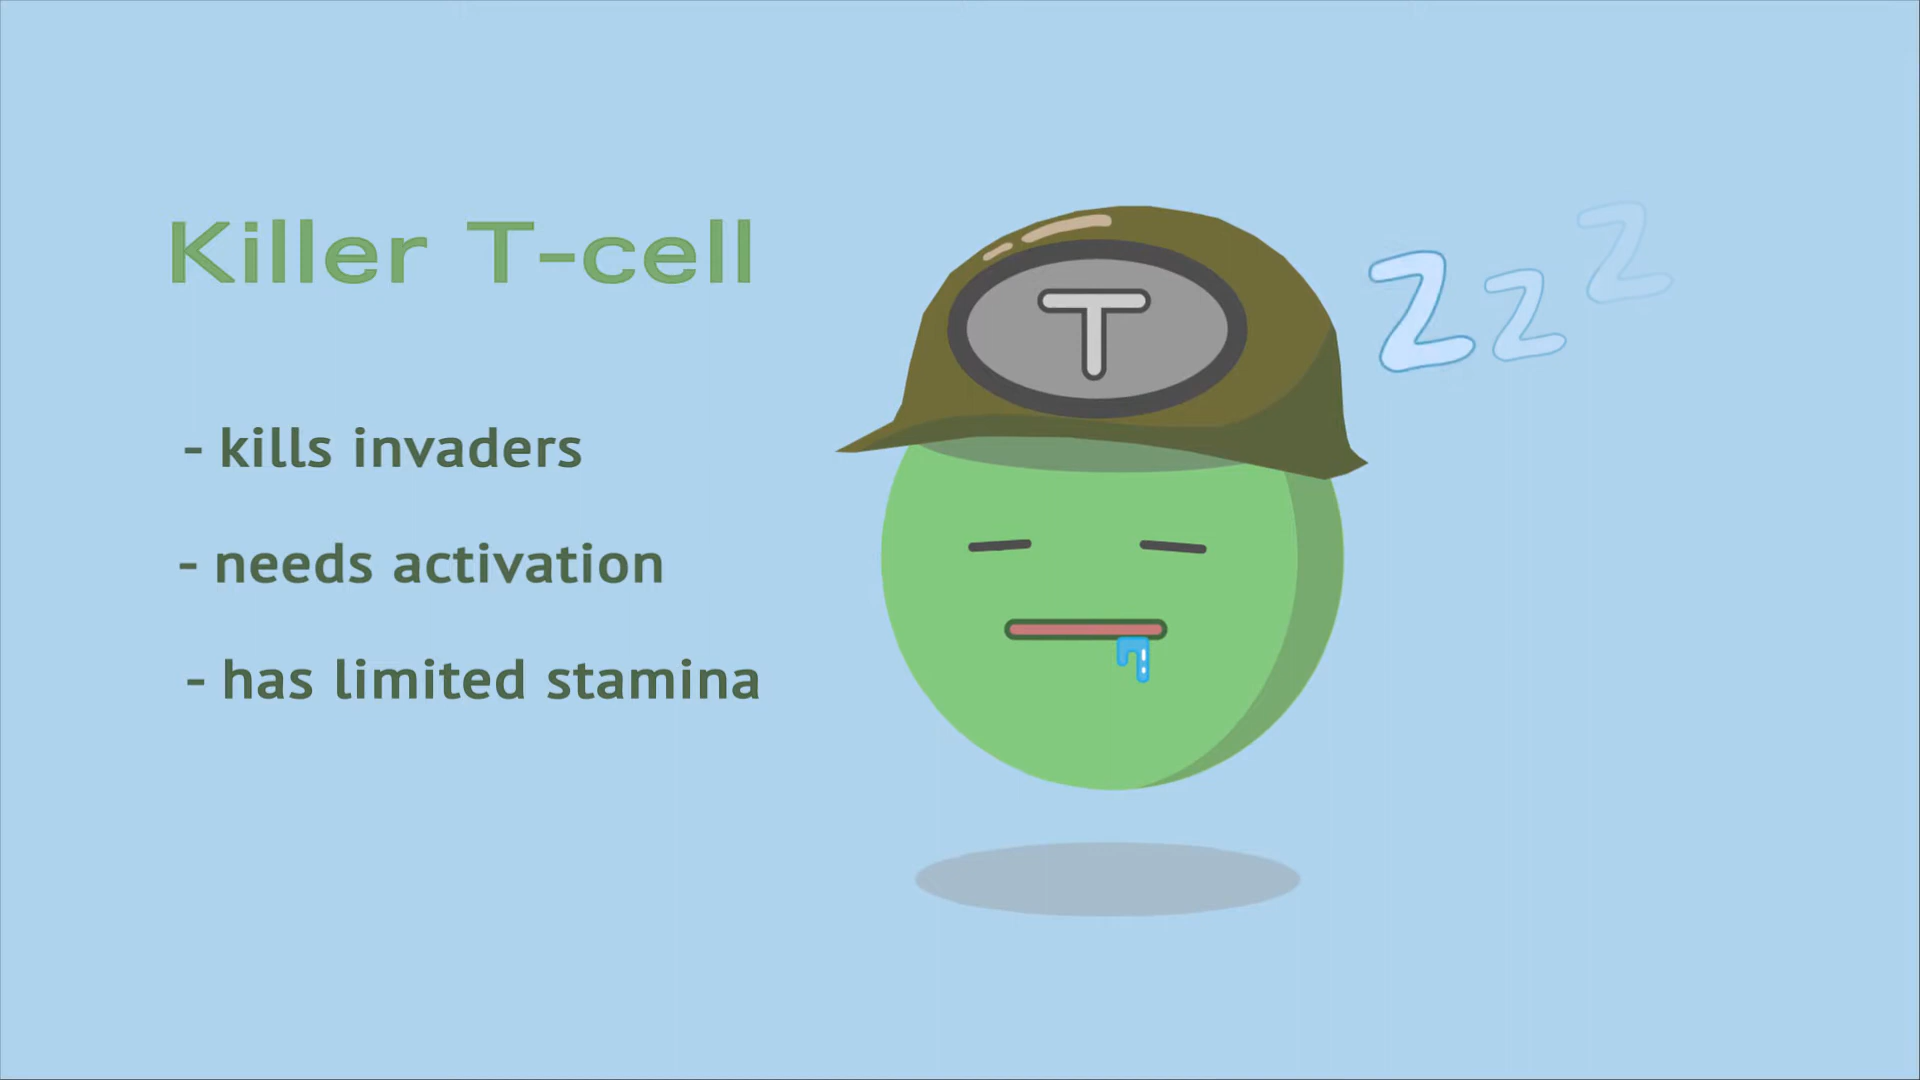 Killer T-cell
- kills invaders
- needs activation
- has limited stamina
T
Z Z Z